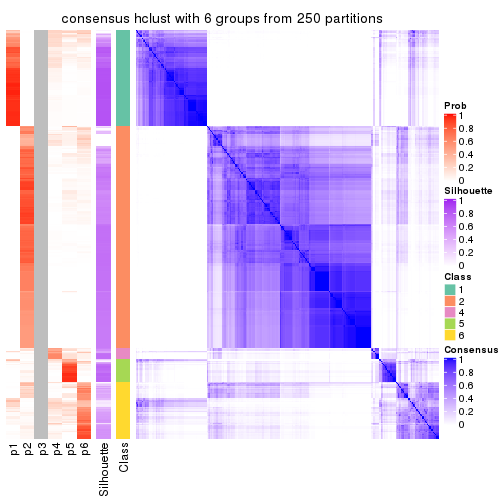 consensus hclust with 6 groups from 250 partitions
Prob
1
0.8
0.6
0.4
0.2
0
Silhouette
1
0.8
0.6
0.4
0.2
0
Class
1
2
4
5
6
Consensus
1
0.8
0.6
0.4
0.2
0
p1
p2
p3
p4
p5
p6
Silhouette
Class